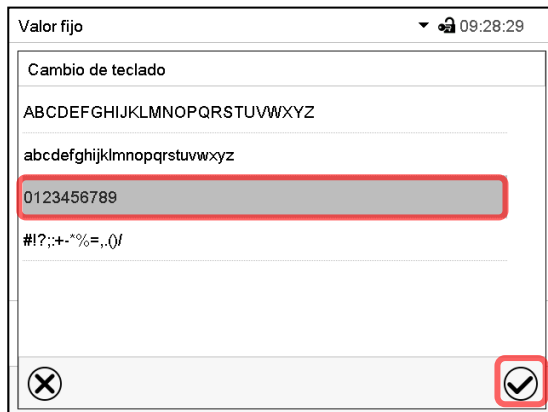 Valor fijo 09:28:29
Cambio de teclado
ABCDEFGHIJKLMNOPQRSTUVWXYZ
abcdefghijklmnopqrstuvwxyz
0123456789
#!?;:+-*%=,.()/